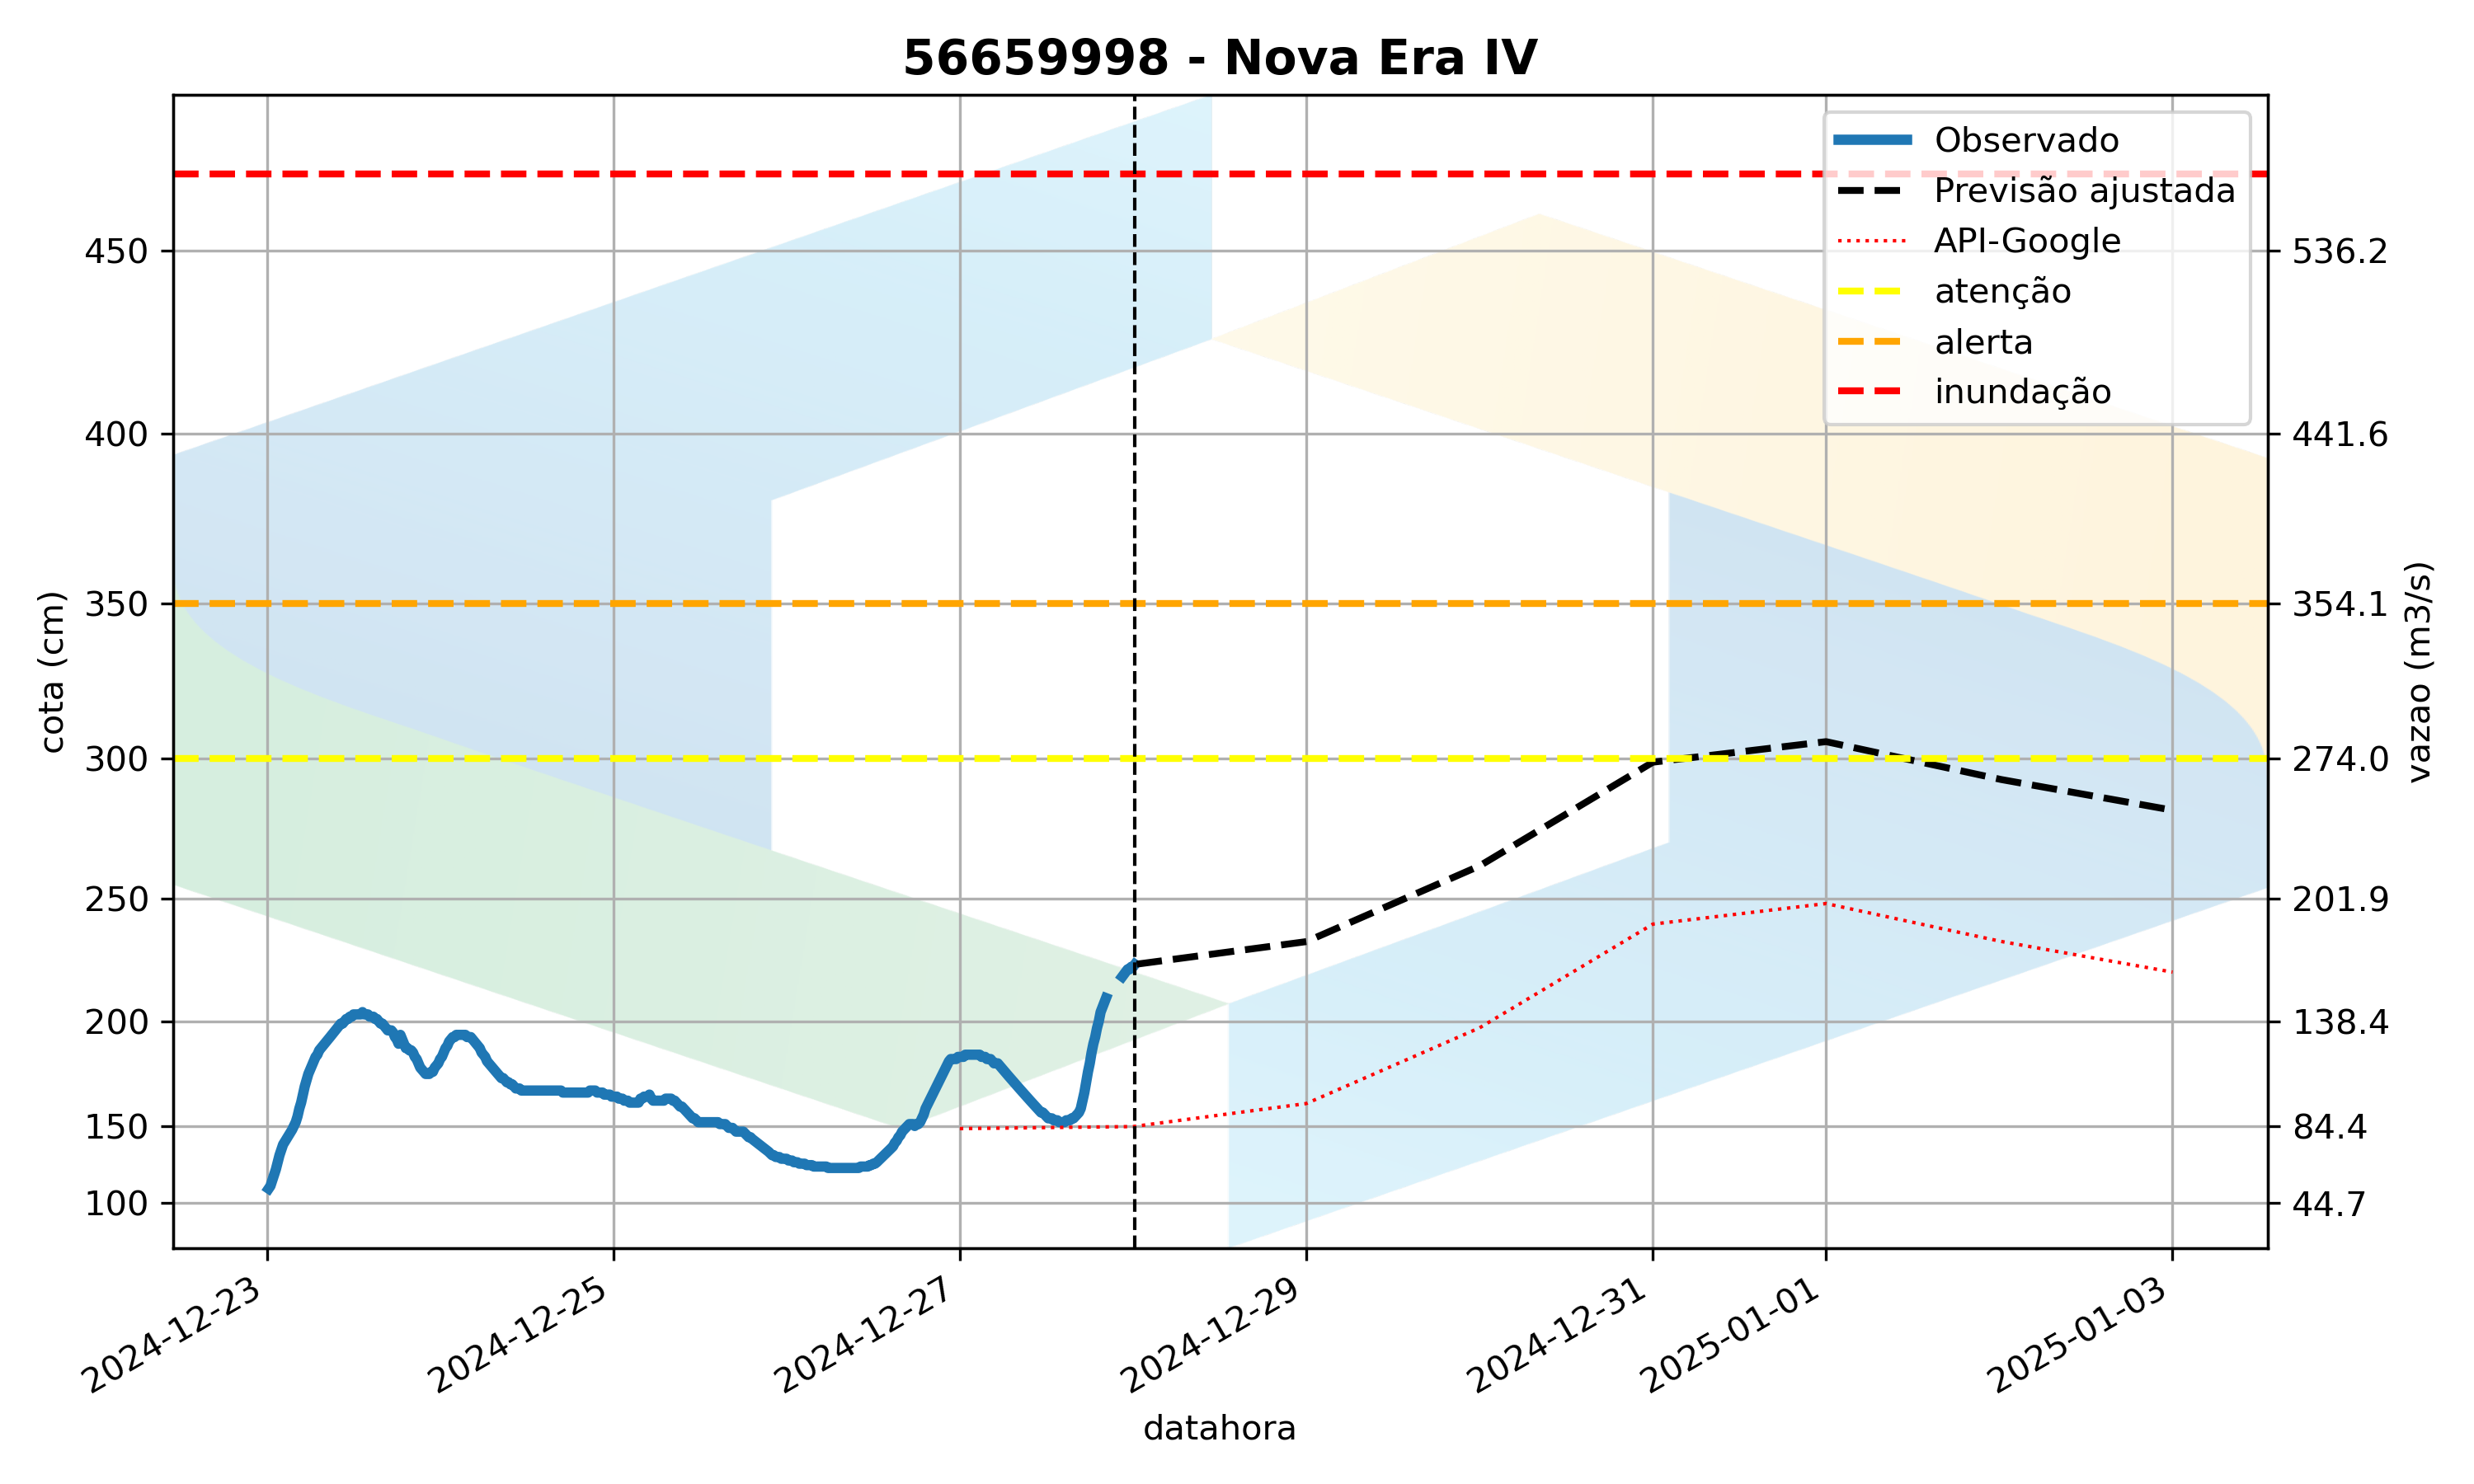 56659998 - Nova Era IV
Observado
Previsão ajustada
API-Google
atenção
alerta
inundação
450
400
350
300
250
200
150
100
cota (cm)
536.2
441.6
354.1
274.0
201.9
138.4
84.4
44.7
vazao (m3/s)
2024-12-23
2024-12-25
2024-12-27
2024-12-29
2024-12-31
2025-01-01
2025-01-03
datahora